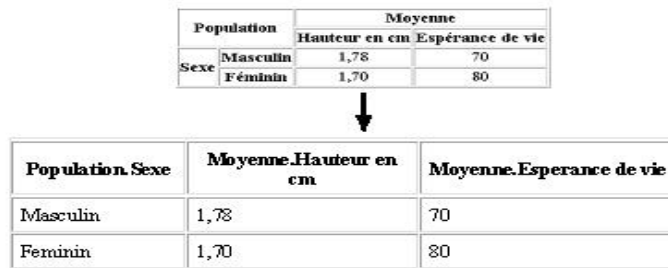 Population Moyenne
Hauteur en cm Espérance de vie
Sexe Masculin 1,78 70
Féminin 1,70 80
Population.Sexe Moyenne.Hauteur en cm Moyenne.Esperance de vie
Masculin 1,78 70
Feminin 1,70 80